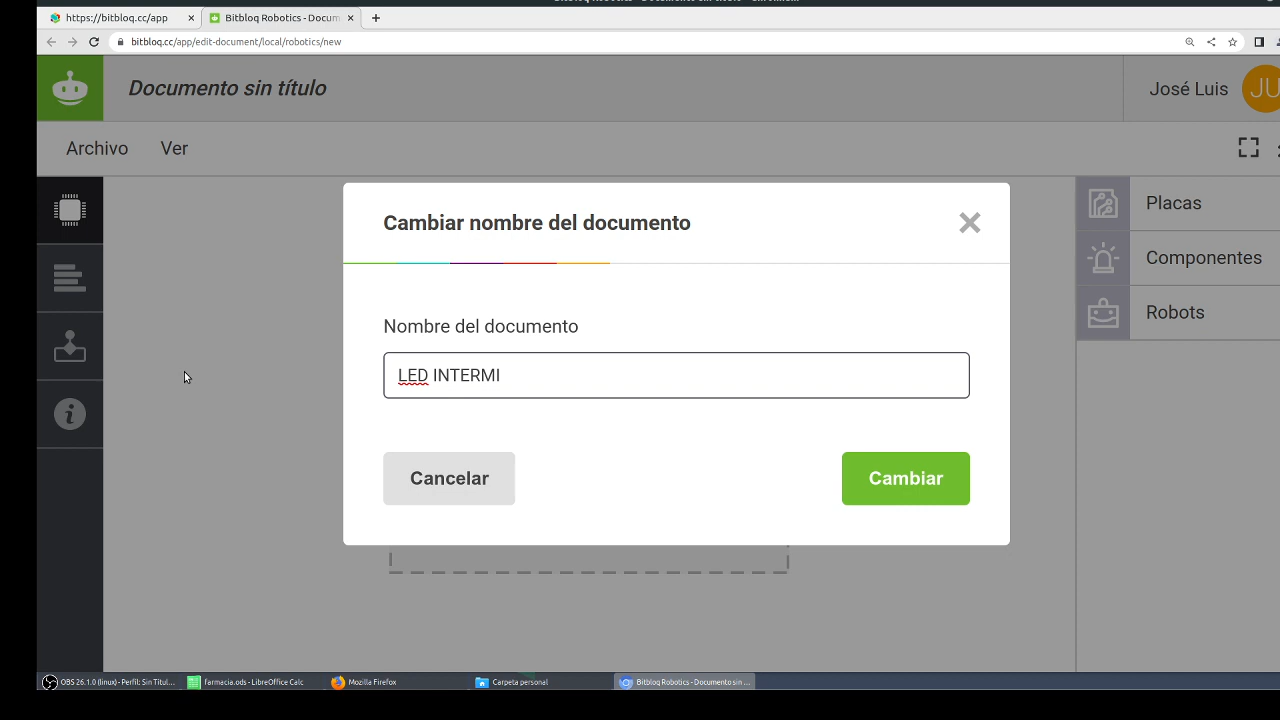 https://bitbloq.cc/app
Bitbloq Robotics - Docum
bitbloq.cc/app/edit-document/local/robotics/new
Documento sin título
José Luis
JU
Archivo
Ver
Placas
Componentes
Robots
Cambiar nombre del documento
Nombre del documento
LED INTERMI
Cancelar
Cambiar
OBS 26.1.0 (linux) - Perfil: Sin Títul...
farmacia.ods - LibreOffice Calc
Mozilla Firefox
Carpeta personal
Bitbloq Robotics - Documento sin ...